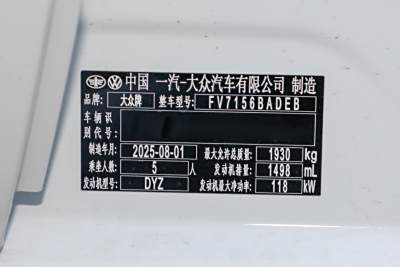 中国 一汽-大众汽车有限公司 制造
品牌: 大众牌 整车型号: FV7156BADEB
车辆识
别代号:
制造年月: 2025-08-01 最大允许总质量: 1930 kg
乘坐人数: 5 人 发动机排量: 1498 mL
发动机型号: DYZ 发动机最大净功率: 118 kW